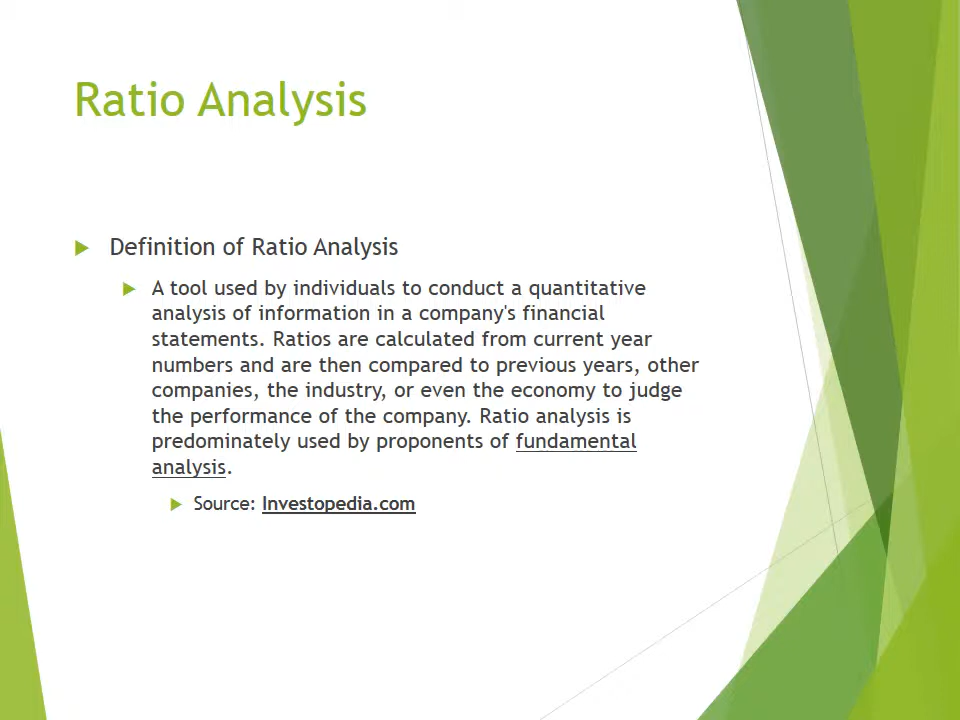 Ratio Analysis
Definition of Ratio Analysis
A tool used by individuals to conduct a quantitative
analysis of information in a company's financial
statements. Ratios are calculated from current year
numbers and are then compared to previous years, other
companies, the industry, or even the economy to judge
the performance of the company. Ratio analysis is
predominately used by proponents of fundamental
analysis.
Source: Investopedia.com